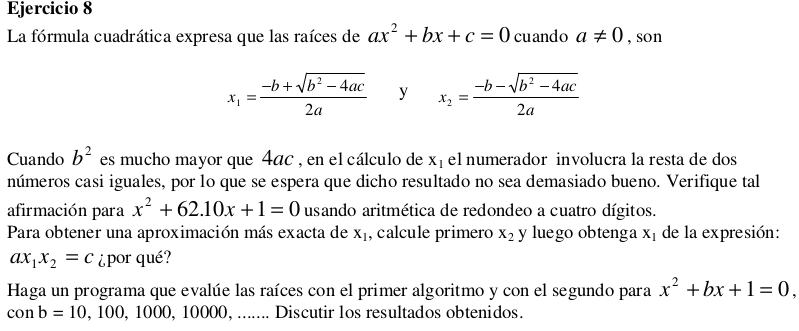 Ejercicio 8
La fórmula cuadrática expresa que las raíces de $ax^2 + bx + c = 0$ cuando $a \neq 0$, son
$x_1 = \frac{-b + \sqrt{b^2 - 4ac}}{2a}$ y $x_2 = \frac{-b - \sqrt{b^2 - 4ac}}{2a}$
Cuando $b^2$ es mucho mayor que $4ac$, en el cálculo de x₁ el numerador involucra la resta de dos
números casi iguales, por lo que se espera que dicho resultado no sea demasiado bueno. Verifique tal
afirmación para $x^2 + 62.10x + 1 = 0$ usando aritmética de redondeo a cuatro dígitos.
Para obtener una aproximación más exacta de x₁, calcule primero x₂ y luego obtenga x₁ de la expresión:
$ax_1x_2 = c$ ¿por qué?
Haga un programa que evalúe las raíces con el primer algoritmo y con el segundo para $x^2 + bx + 1 = 0$,
con b = 10, 100, 1000, 10000, ....... Discutir los resultados obtenidos.